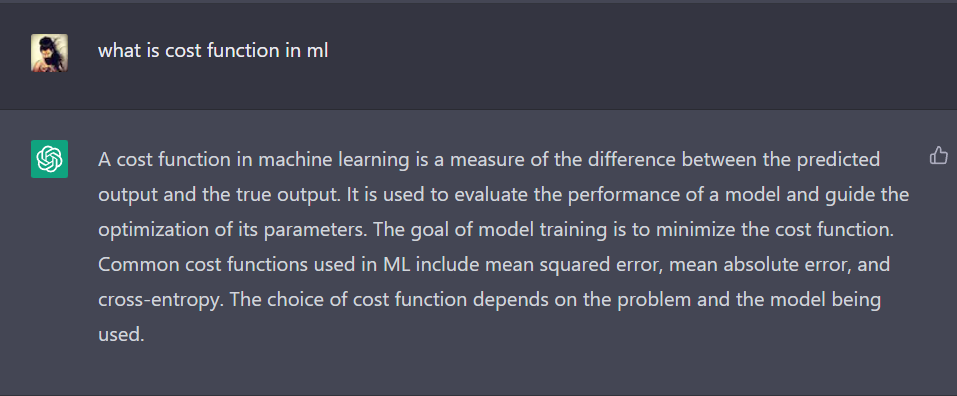 what is cost function in ml
A cost function in machine learning is a measure of the difference between the predicted
output and the true output. It is used to evaluate the performance of a model and guide the
optimization of its parameters. The goal of model training is to minimize the cost function.
Common cost functions used in ML include mean squared error, mean absolute error, and
cross-entropy. The choice of cost function depends on the problem and the model being
used.